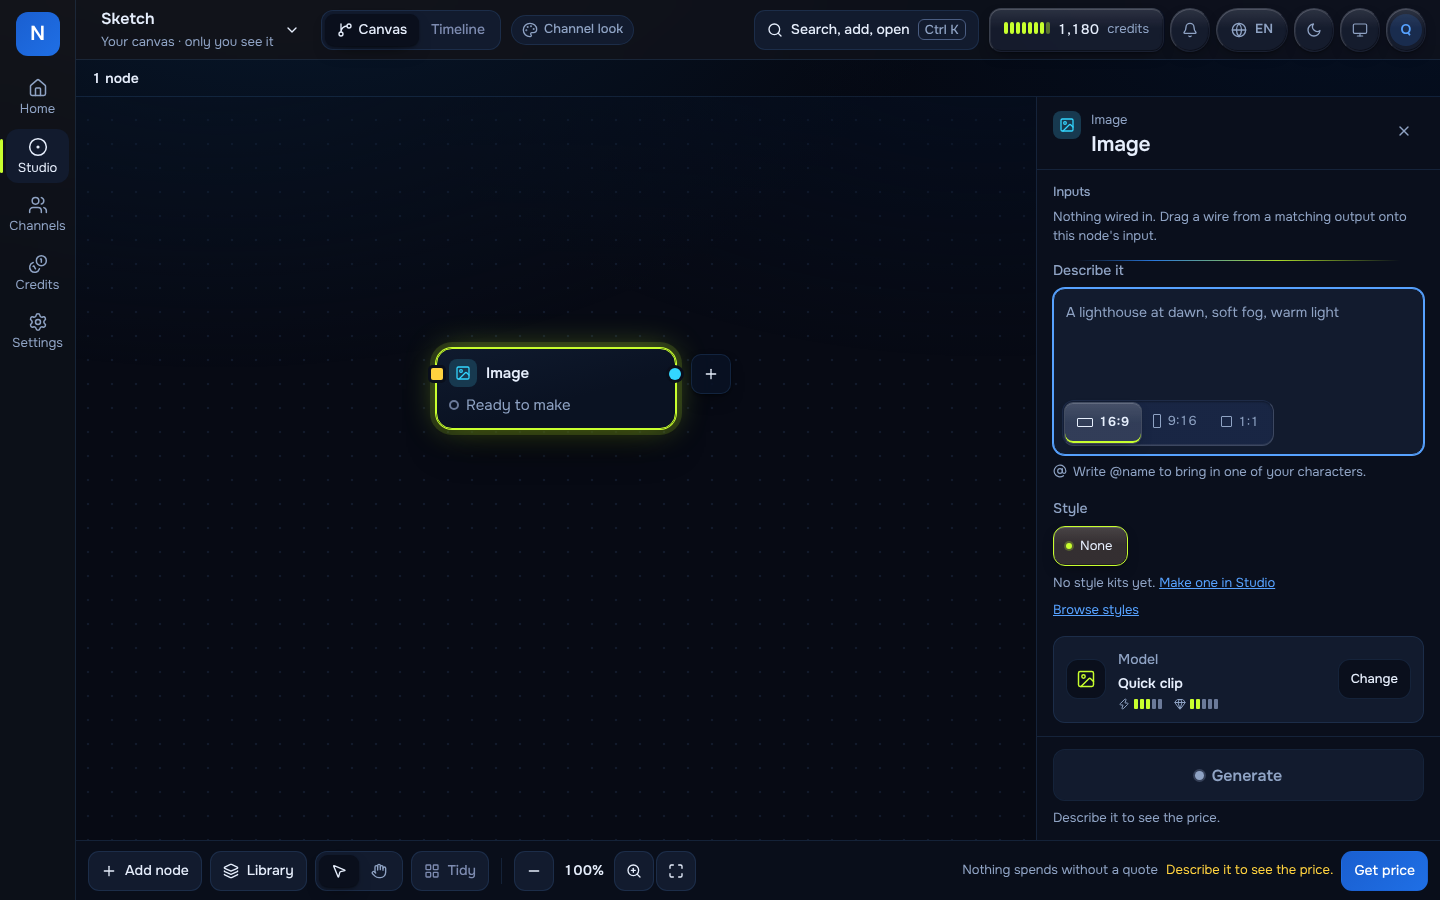 N
Sketch
Your canvas · only you see it
Canvas
Timeline
Channel look
Search, add, open
Ctrl K
1,180 credits
EN
Q
Home
Studio
Channels
Credits
Settings
1 node
Image
Ready to make
Image
Image
Inputs
Nothing wired in. Drag a wire from a matching output onto
this node's input.
Describe it
A lighthouse at dawn, soft fog, warm light
16:9
9:16
1:1
Write @name to bring in one of your characters.
Style
None
No style kits yet. Make one in Studio
Browse styles
Model
Quick clip
Change
Generate
Describe it to see the price.
Add node
Library
Tidy
100%
Nothing spends without a quote
Describe it to see the price.
Get price